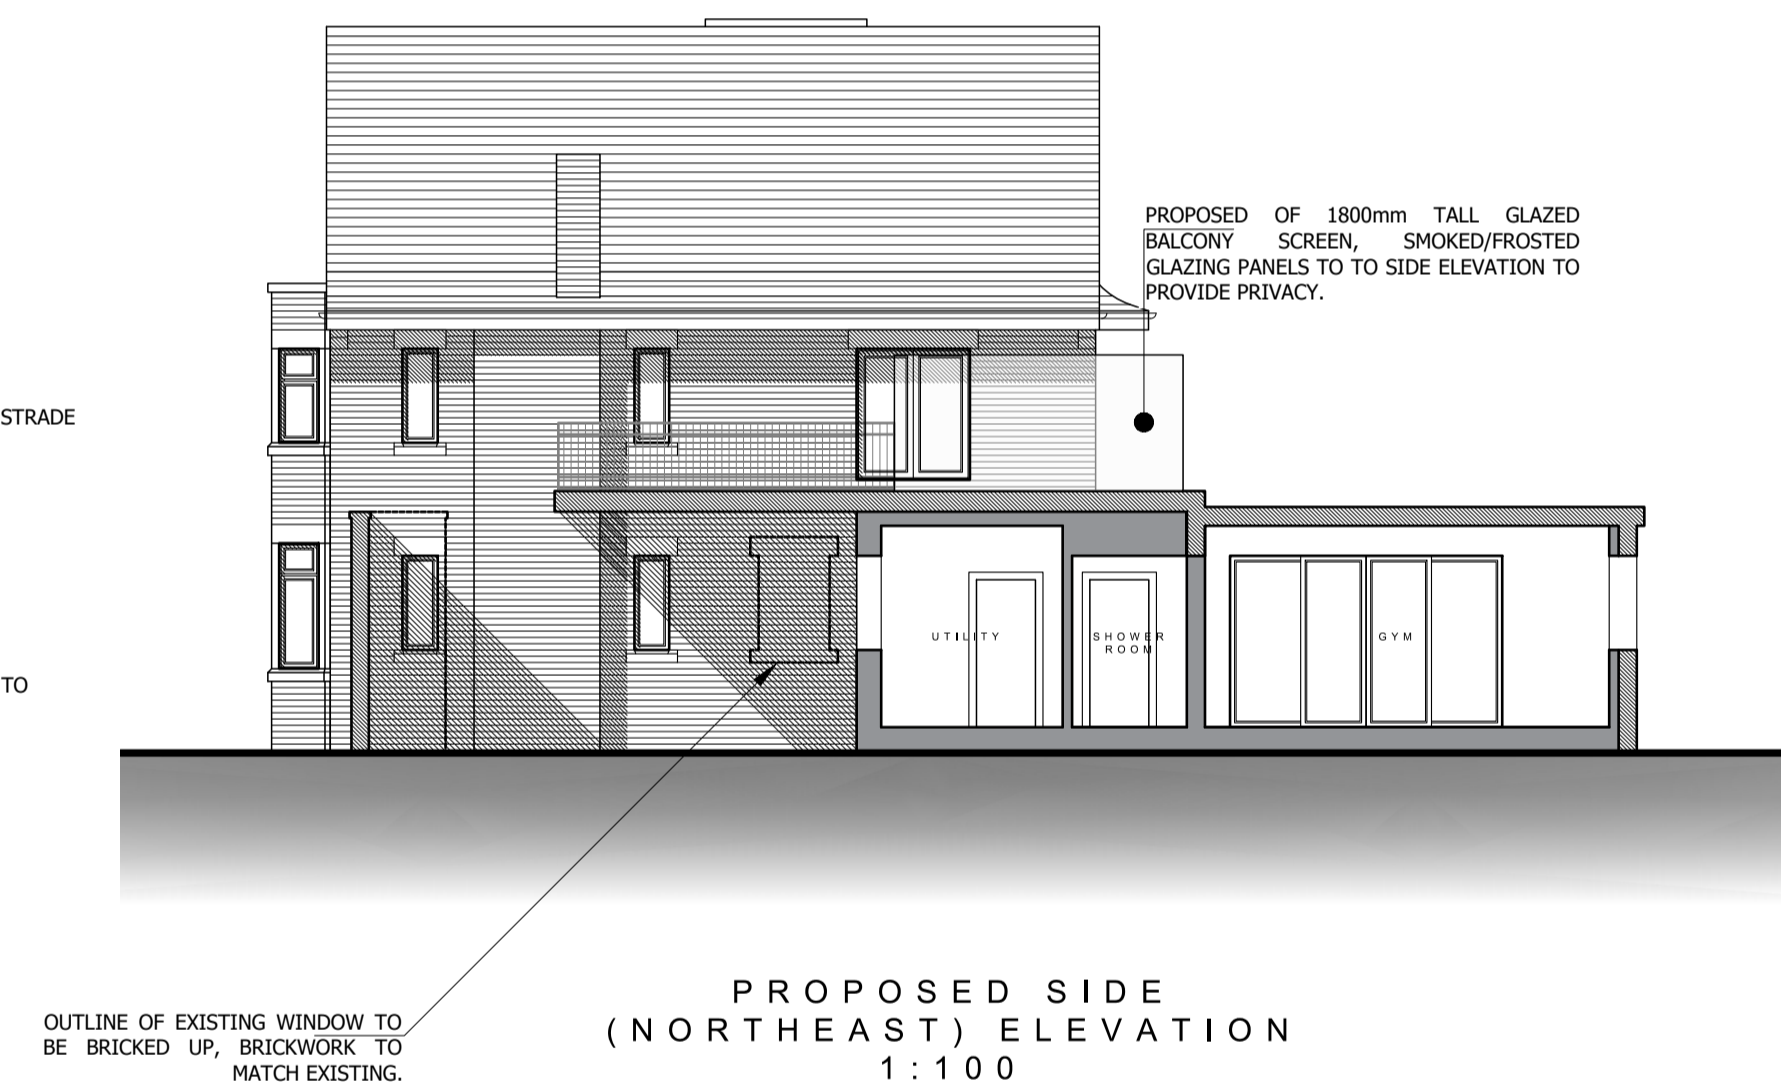 PROPOSED OF 1800mm TALL GLAZED
BALCONY SCREEN, SMOKED/FROSTED
GLAZING PANELS TO TO SIDE ELEVATION TO
PROVIDE PRIVACY.
STRADE
UTILITY
SHOWER
ROOM
GYM
TO
OUTLINE OF EXISTING WINDOW TO
BE BRICKED UP, BRICKWORK TO
MATCH EXISTING.
PROPOSED SIDE
(NORTHEAST) ELEVATION
1:100